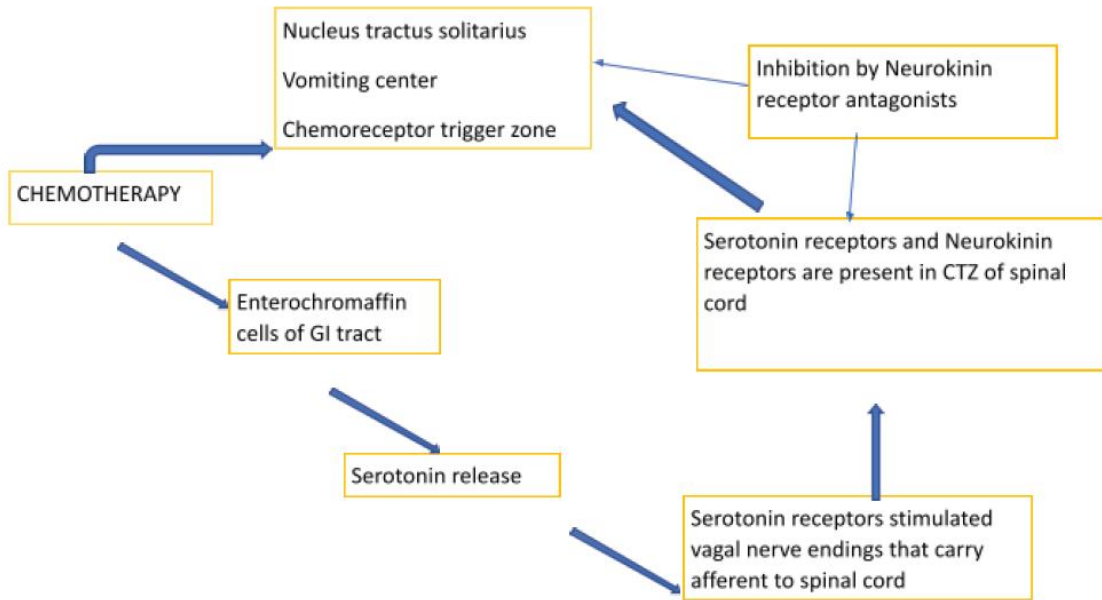 Nucleus tractus solitarius
Vomiting center
Chemoreceptor trigger zone
Inhibition by Neurokinin
receptor antagonists
CHEMOTHERAPY
Serotonin receptors and Neurokinin
receptors are present in CTZ of spinal
cord
Enterochromaffin
cells of GI tract
Serotonin release
Serotonin receptors stimulated
vagal nerve endings that carry
afferent to spinal cord